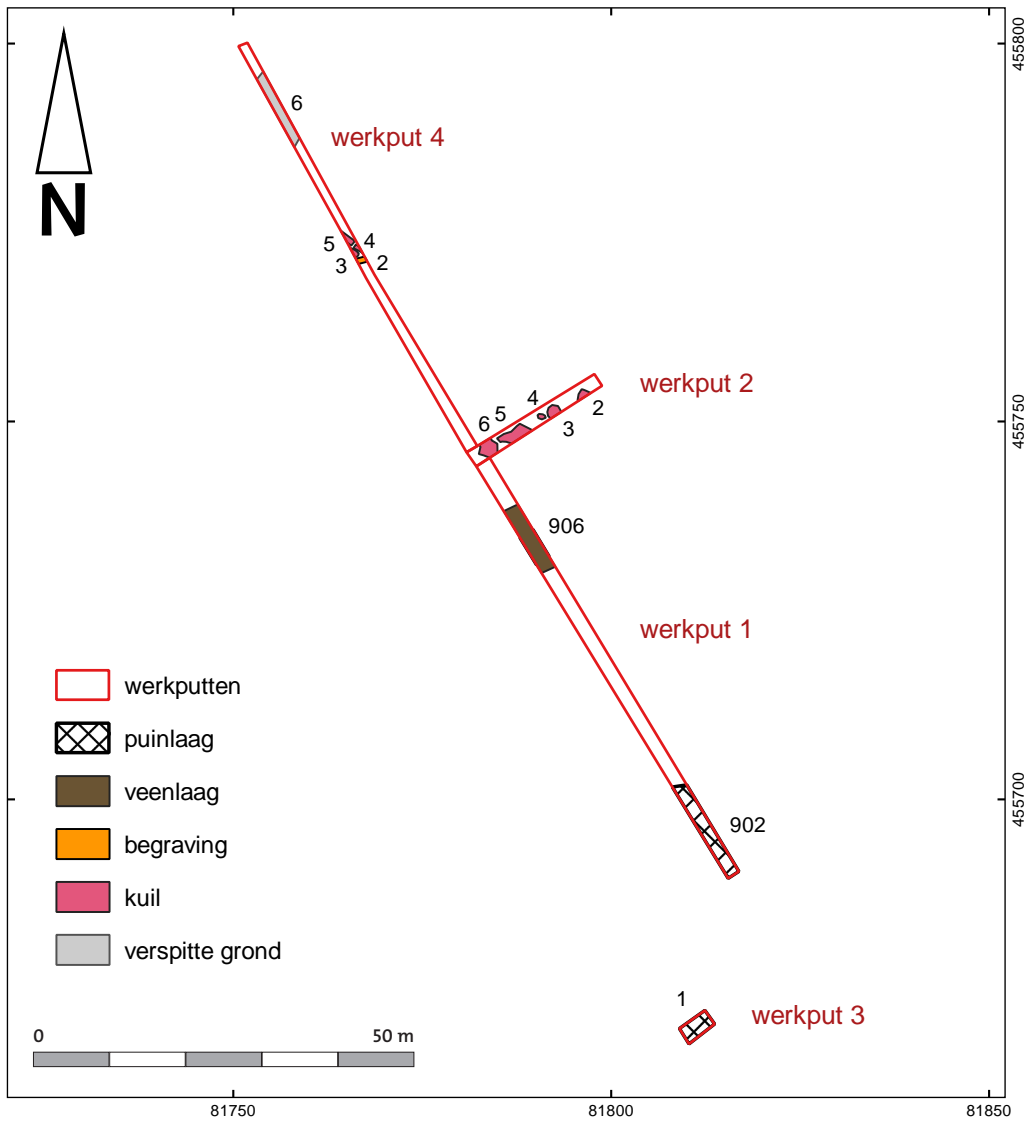 455800
6
werkput 4
N
5
4
3
2
werkput 2
4
6
5
2
3
455750
906
werkput 1
werkputten
puinlaag
veenlaag
455700
902
begraving
kuil
verspitte grond
1
werkput 3
0
50 m
81750
81800
81850